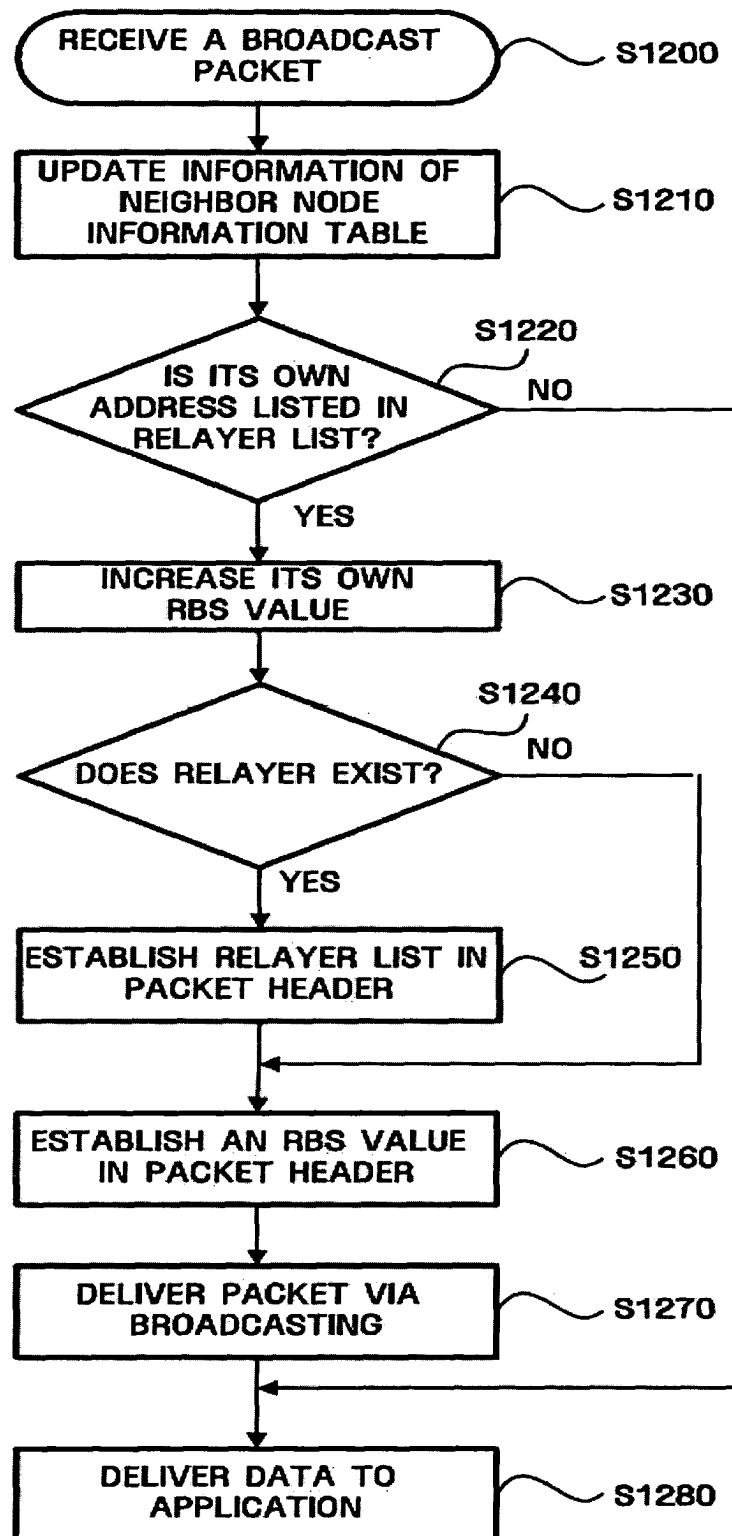 RECEIVE A BROADCAST
PACKET
S1200
UPDATE INFORMATION OF
NEIGHBOR NODE
INFORMATION TABLE
S1210
S1220
IS ITS OWN
ADDRESS LISTED IN
RELAYER LIST?
NO
YES
INCREASE ITS OWN
RBS VALUE
S1230
S1240
DOES RELAYER EXIST?
NO
YES
ESTABLISH RELAYER LIST IN
PACKET HEADER
S1250
ESTABLISH AN RBS VALUE
IN PACKET HEADER
S1260
DELIVER PACKET VIA
BROADCASTING
S1270
DELIVER DATA TO
APPLICATION
S1280